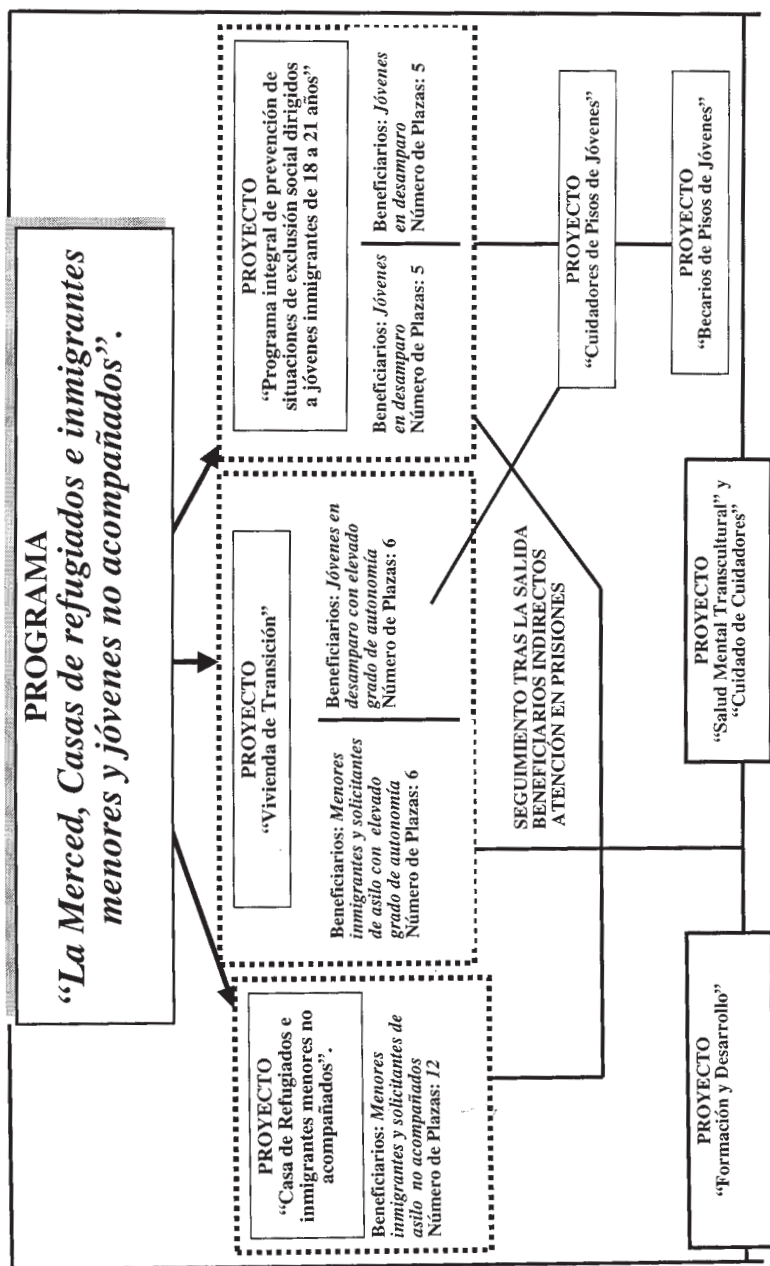 PROGRAMA
“La Merced, Casas de refugiados e inmigrantes
menores y jóvenes no acompañados”.
PROYECTO
“Casa de Refugiados e
inmigrantes menores no
acompañados”.
Beneficiarios: Menores
inmigrantes y solicitantes de
asilo no acompañados
Número de Plazas: 12
PROYECTO
“Vivienda de Transición”
Beneficiarios: Menores
inmigrantes y solicitantes
de asilo con elevado
grado de autonomía
Número de Plazas: 6
Beneficiarios: Jóvenes en
desamparo con elevado
grado de autonomía
Número de Plazas: 6
PROYECTO
“Programa integral de prevención de
situaciones de exclusión social dirigidos
a jóvenes inmigrantes de 18 a 21 años”
Beneficiarios: Jóvenes
en desamparo
Número de Plazas: 5
Beneficiarios: Jóvenes
en desamparo
Número de Plazas: 5
SEGUIMIENTO TRAS LA SALIDA
BENEFICIARIOS INDIRECTOS
ATENCIÓN EN PRISIONES
PROYECTO
“Cuidadores de Pisos de Jóvenes”
PROYECTO
“Becarios de Pisos de Jóvenes”
PROYECTO
“Formación y Desarrollo”
PROYECTO
“Salud Mental Transcultural” y
“Cuidado de Cuidadores”